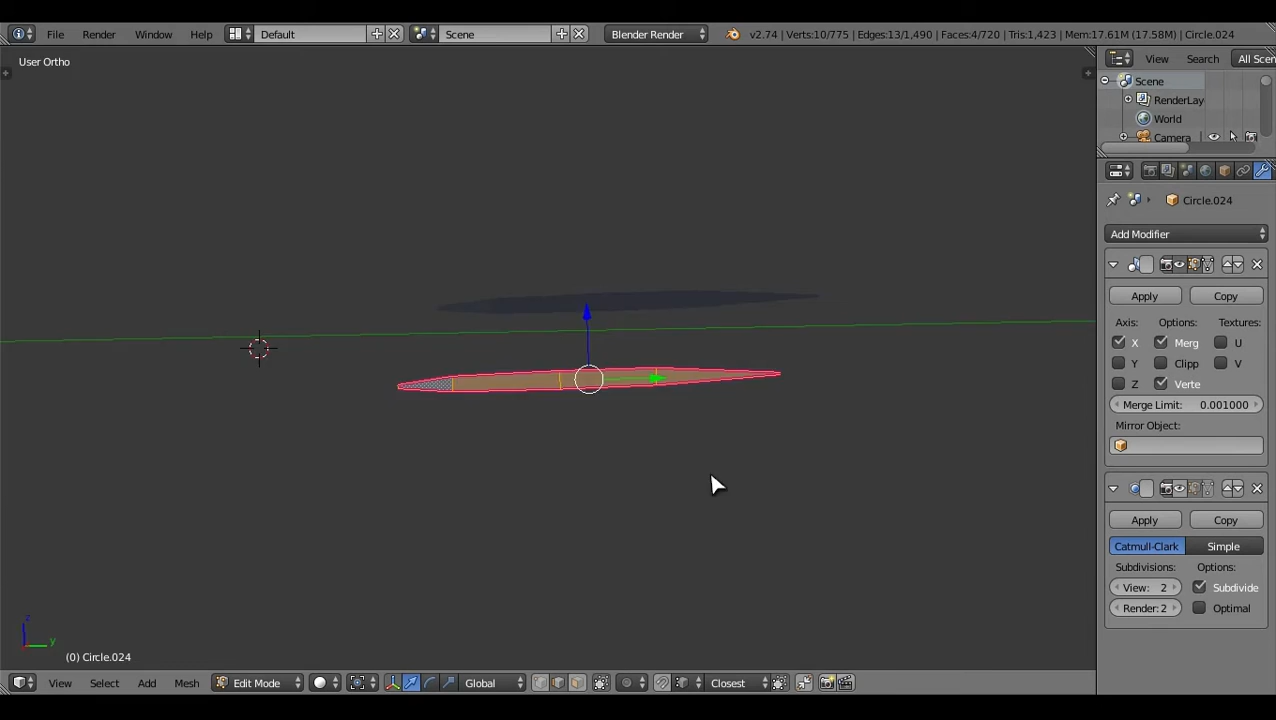 File Render Window Help Default Scene Blender Render v2.74 | Verts:10/775 | Edges:13/1,490 | Faces:4/720 | Tris:1,423 | Mem:17.61M (17.58M) | Circle.024
User Ortho
View Search All Scen
Scene
RenderLay
World
Camera
Circle.024
Add Modifier
Apply Copy
Axis: Options: Textures:
X Merg U
Y Clipp V
Z Verte
Merge Limit: 0.001000
Mirror Object:
Apply Copy
Catmull-Clark Simple
Subdivisions: Options:
View: 2 Subdivide
Render: 2 Optimal
z
y
(0) Circle.024
View Select Add Mesh Edit Mode Global Closest